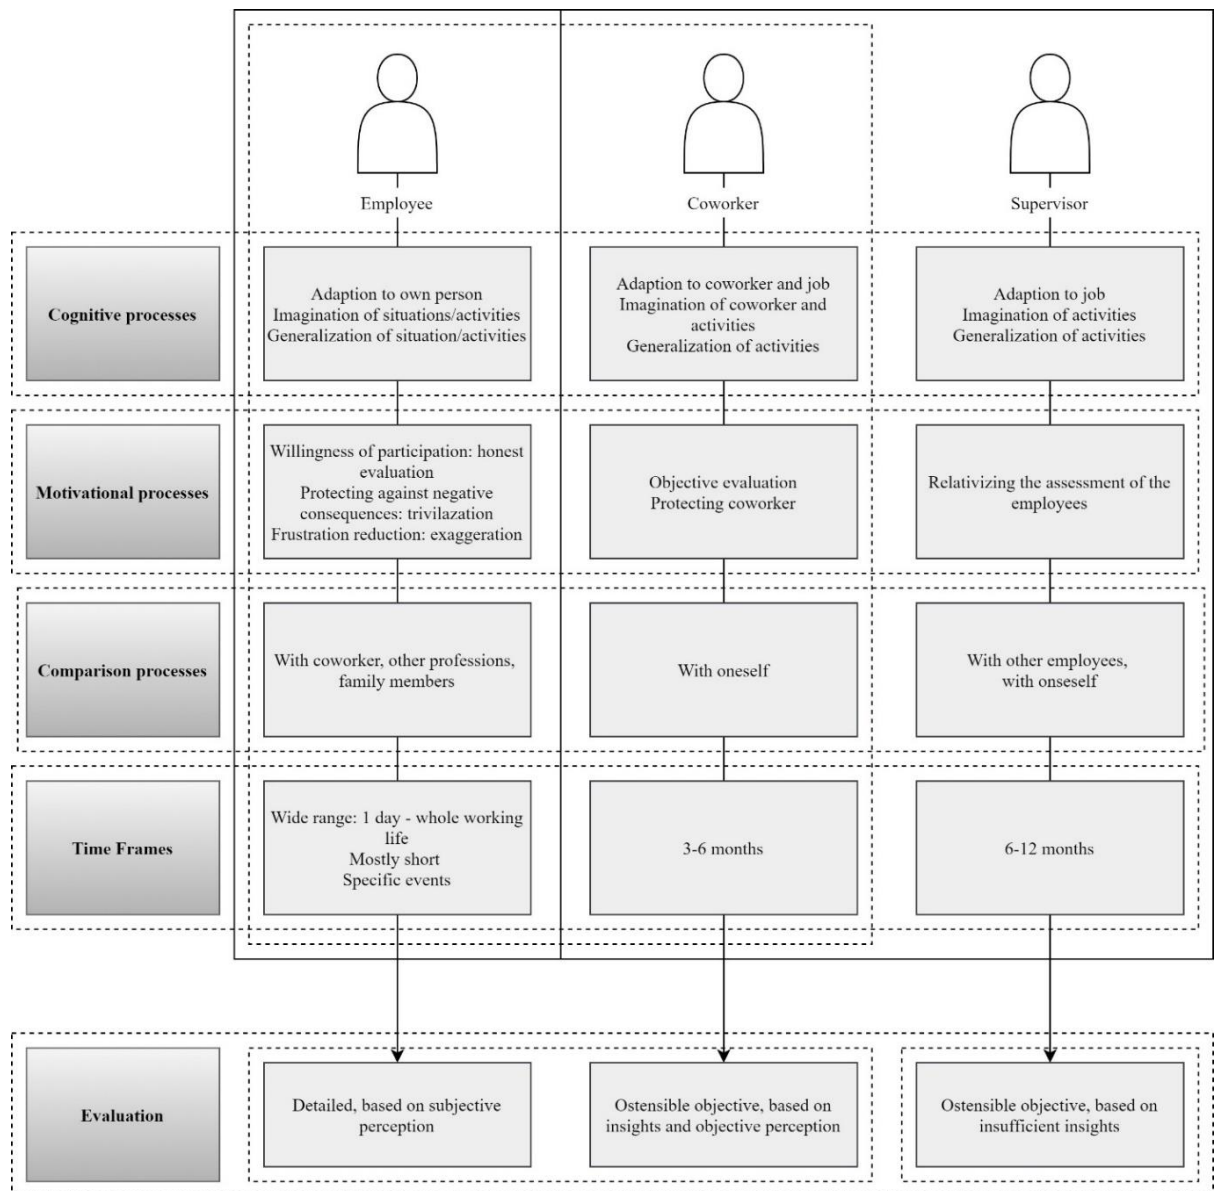 Employee
Coworker
Supervisor
Cognitive processes
Adaption to own person
Imagination of situations/activities
Generalization of situation/activities
Adaption to coworker and job
Imagination of coworker and
activities
Generalization of activities
Adaption to job
Imagination of activities
Generalization of activities
Motivational processes
Willingness of participation: honest
evaluation
Protecting against negative
consequences: trivilazation
Frustration reduction: exaggeration
Objective evaluation
Protecting coworker
Relativizing the assessment of the
employees
Comparison processes
With coworker, other professions,
family members
With oneself
With other employees,
with onseself
Time Frames
Wide range: 1 day - whole working
life
Mostly short
Specific events
3-6 months
6-12 months
Evaluation
Detailed, based on subjective
perception
Ostensible objective, based on
insights and objective perception
Ostensible objective, based on
insufficient insights